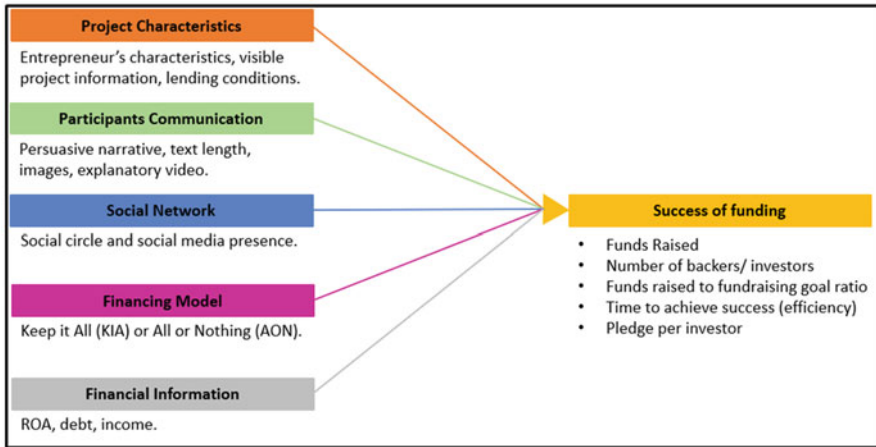 Project Characteristics
Entrepreneur’s characteristics, visible
project information, lending conditions.
Participants Communication
Persuasive narrative, text length,
images, explanatory video.
Social Network
Social circle and social media presence.
Financing Model
Keep it All (KIA) or All or Nothing (AON).
Financial Information
ROA, debt, income.
Success of funding
• Funds Raised
• Number of backers/ investors
• Funds raised to fundraising goal ratio
• Time to achieve success (efficiency)
• Pledge per investor